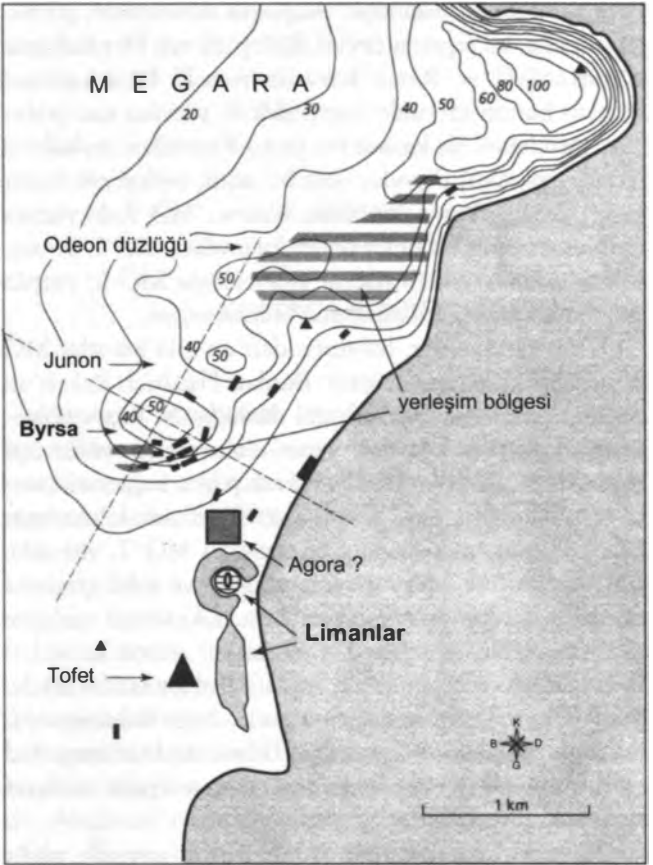 MEGARA
20
30
40
50
60
80
100
Odeon düzlüğü
50
40
Junon
50
yerleşim bölgesi
Byrsa
40
50
Agora ?
Limanlar
Tofet
K
B
D
G
1 km